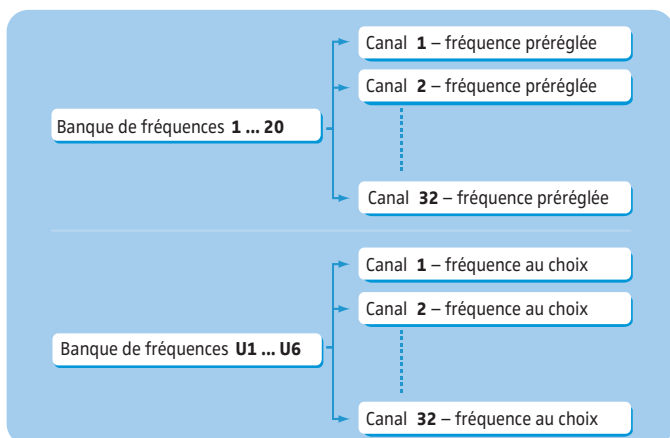 Canal 1 – fréquence préréglée
Canal 2 – fréquence préréglée
Banque de fréquences 1 ... 20
Canal 32 – fréquence préréglée
Canal 1 – fréquence au choix
Canal 2 – fréquence au choix
Banque de fréquences U1 ... U6
Canal 32 – fréquence au choix